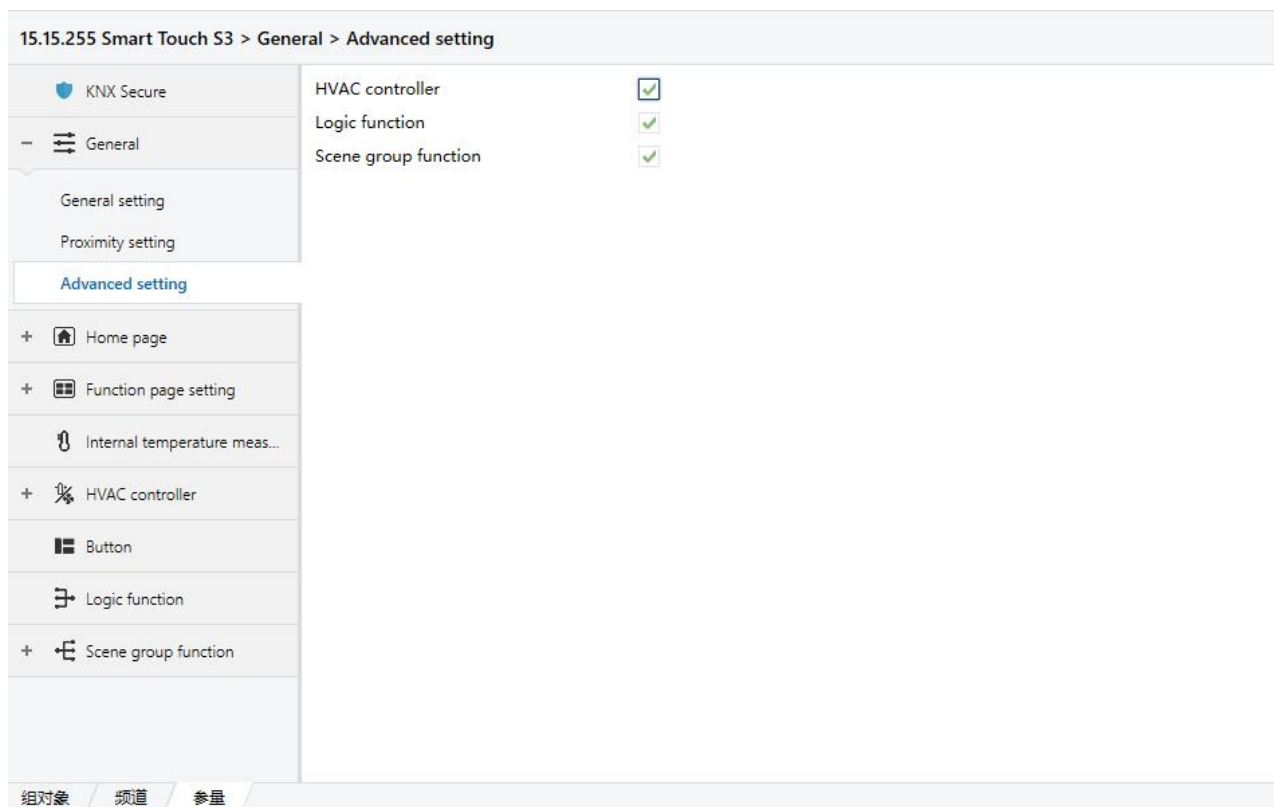 15.15.255 Smart Touch S3 > General > Advanced setting
KNX Secure
General
General setting
Proximity setting
Advanced setting
Home page
Function page setting
Internal temperature meas...
HVAC controller
Button
Logic function
Scene group function
HVAC controller
Logic function
Scene group function
组对象 频道 参量